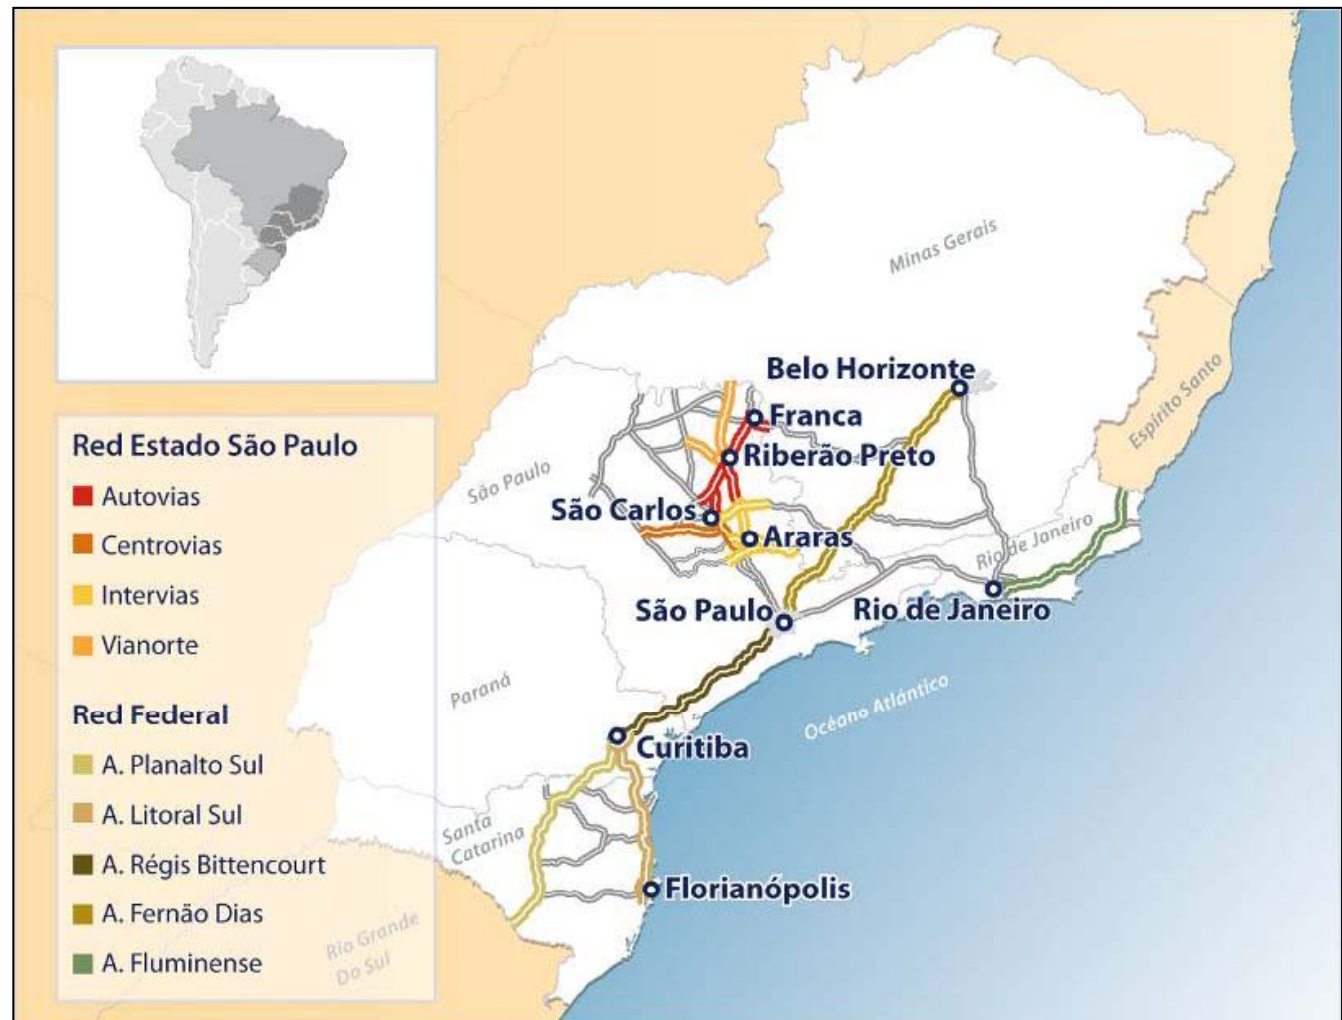 Red Estado São Paulo
Autovias
Centrovias
Intervias
Vianorte
Red Federal
A. Planalto Sul
A. Litoral Sul
A. Régis Bittencourt
A. Fernão Dias
A. Fluminense
Minas Gerais
Espírito Santo
Belo Horizonte
Franca
Riberão Preto
São Paulo
São Carlos
Araras
Rio de Janeiro
São Paulo
Rio de Janeiro
Paraná
Océano Atlántico
Curitiba
Santa
Catarina
Florianópolis
Rio Grande
Do Sul